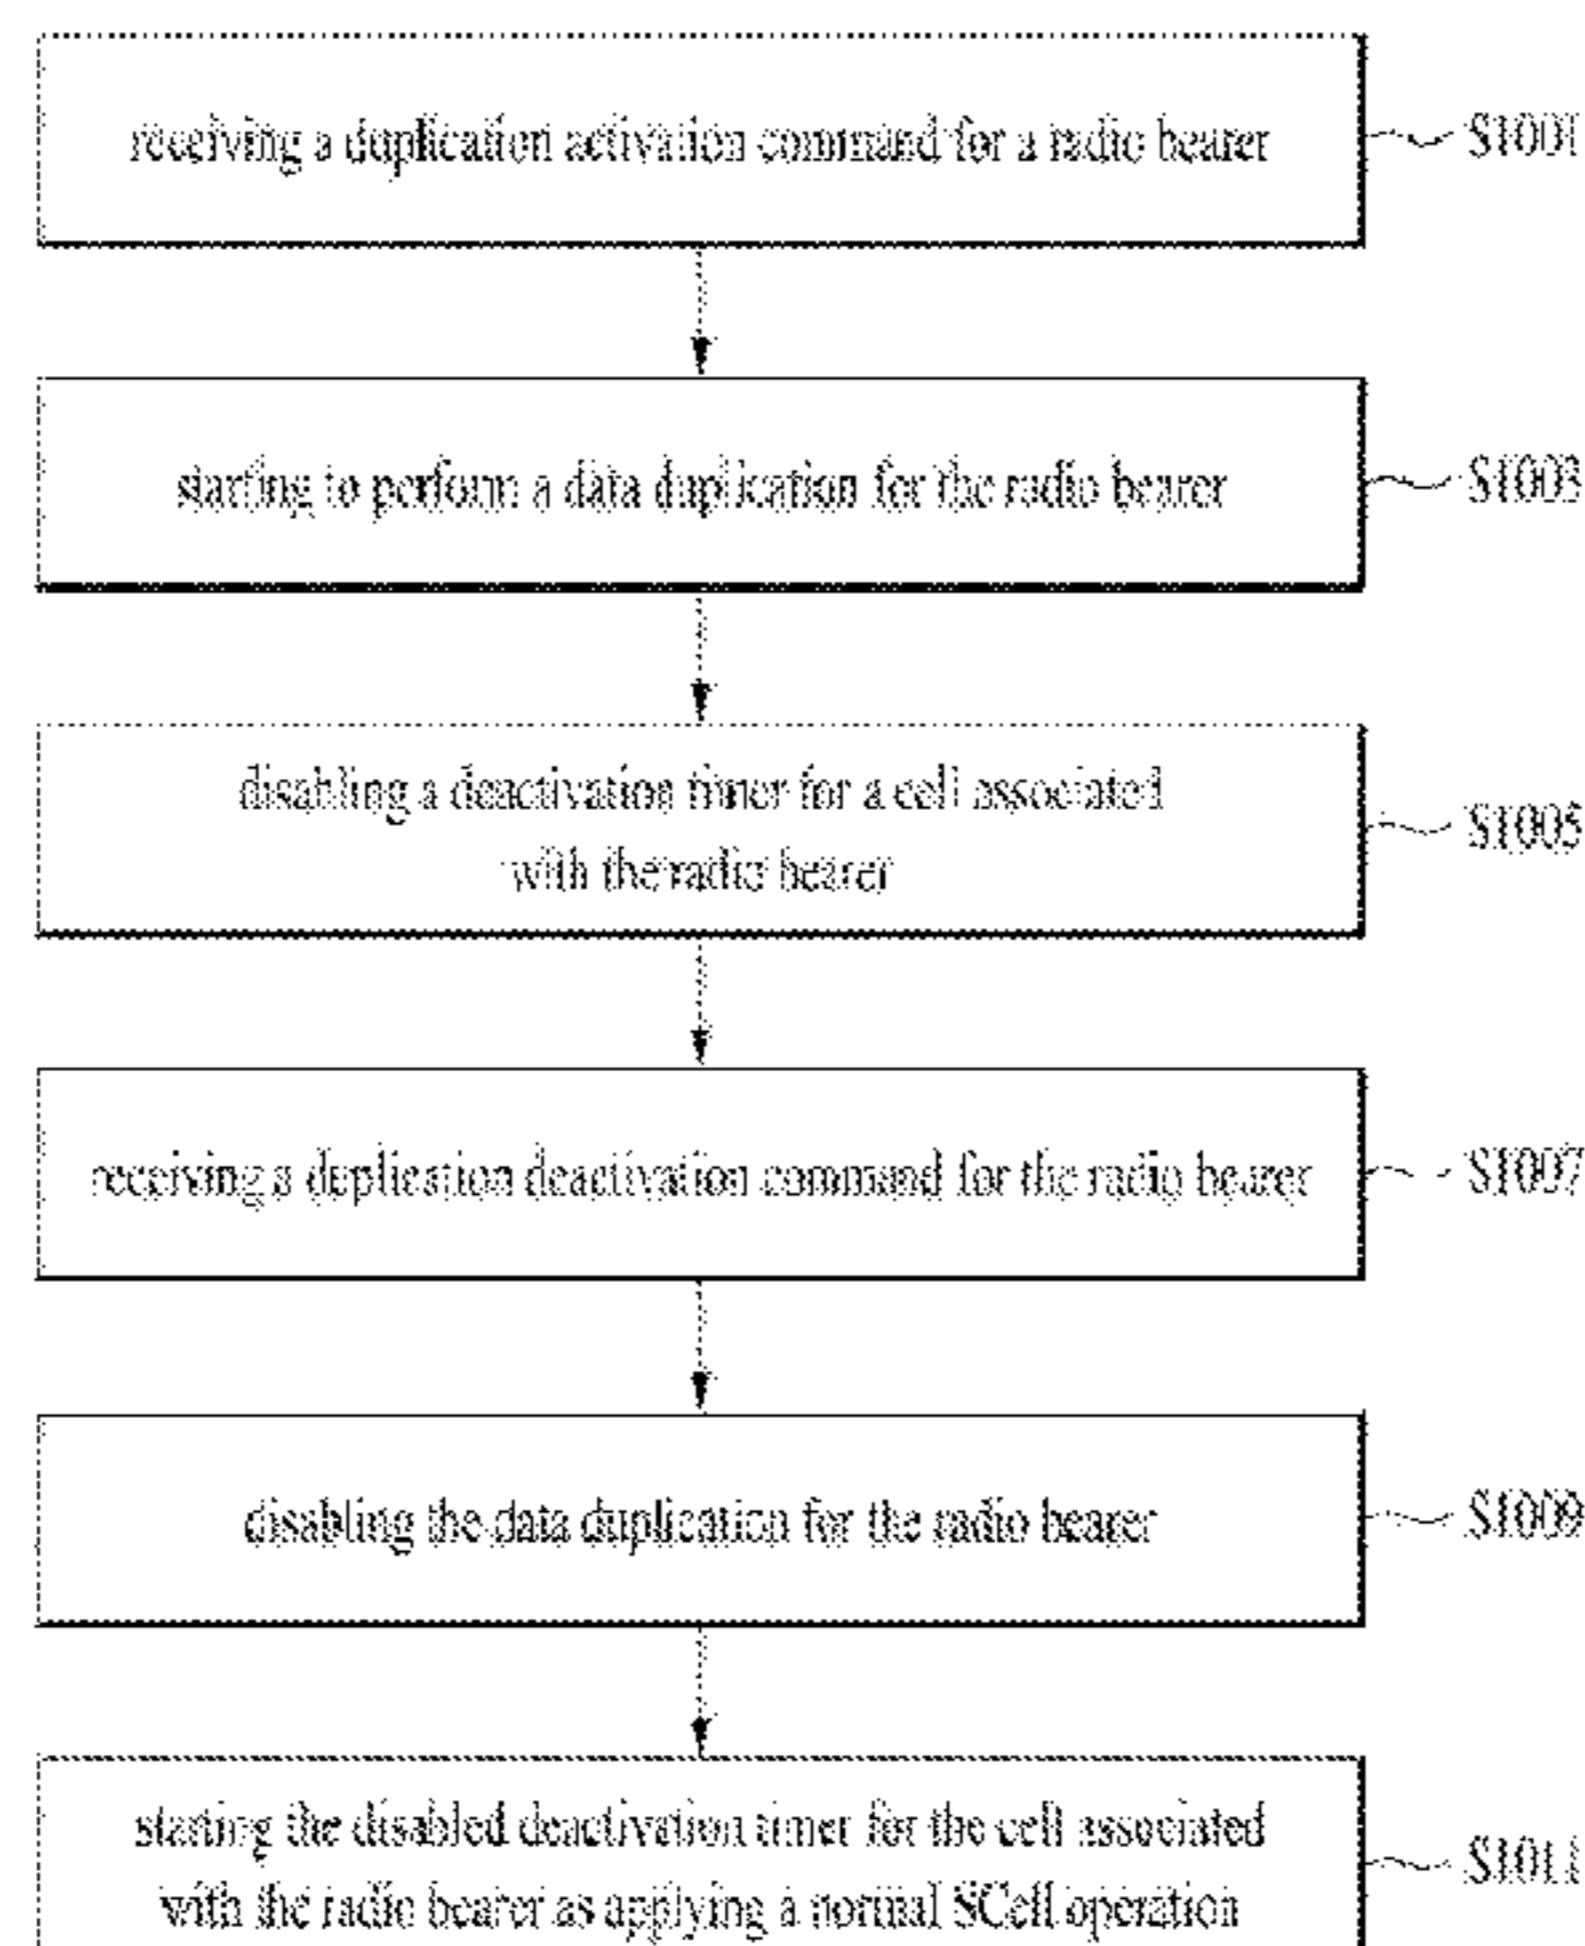 receiving a duplication activation command for a radio bearer
S1001
starting to perform a data duplication for the radio bearer
S1003
disabling a deactivation timer for a cell associated
with the radio bearer
S1005
receiving a duplication deactivation command for the radio bearer
S1007
disabling the data duplication for the radio bearer
S1009
starting the disabled deactivation timer for the cell associated
with the radio bearer as applying a normal SCell operation
S1011